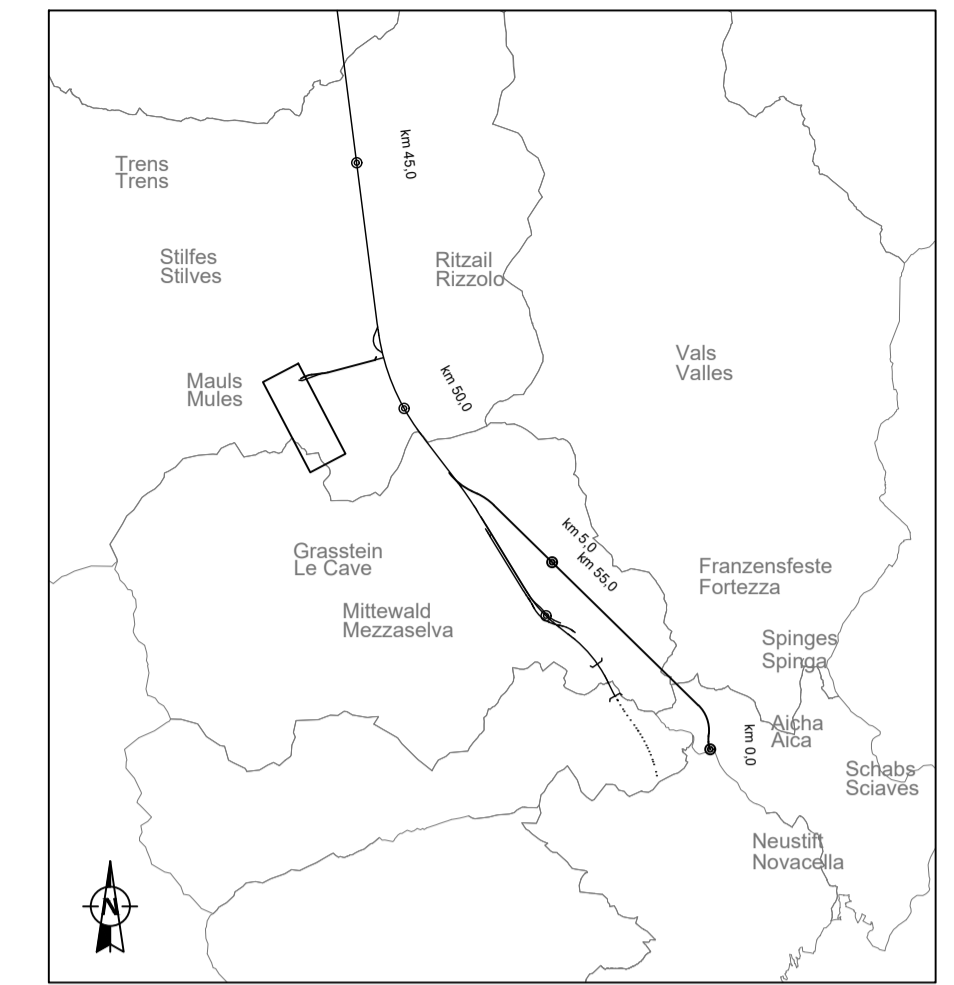 km 45,0
Trens
Trens
Stilfes
Stilves
Ritzail
Rizzolo
Vals
Valles
Mauls
Mules
km 50,0
km 5,0
km 55,0
Grasstein
Le Cave
Franzensfeste
Fortezza
Mittewald
Mezzaselva
Spinges
Spinga
Aicha
Aica
km 0,0
Schabs
Sciaves
Neustift
Novacella
N